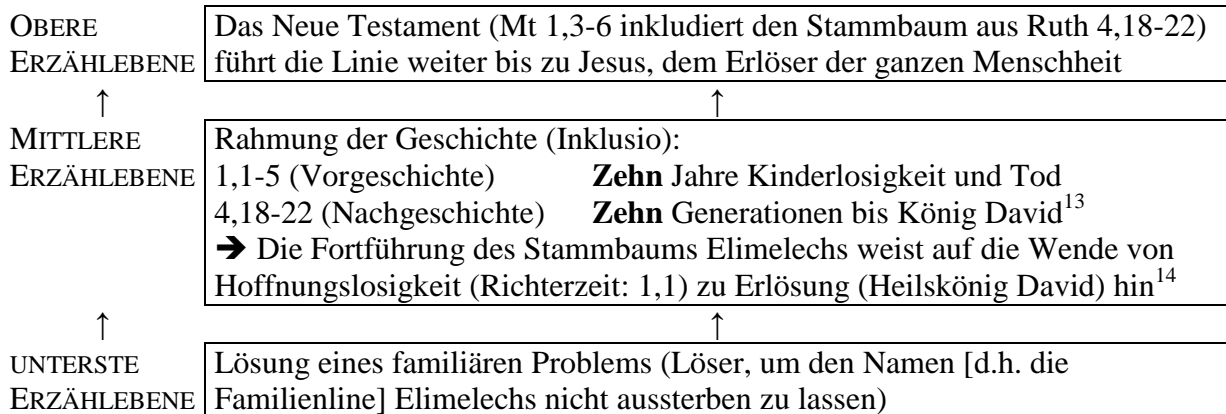 OBERE Das Neue Testament (Mt 1,3-6 inkludiert den Stammbaum aus Ruth 4,18-22)
ERZÄHLEBENE führt die Linie weiter bis zu Jesus, dem Erlöser der ganzen Menschheit
↑ ↑
MITTLERE Rahmung der Geschichte (Inklusio):
ERZÄHLEBENE 1,1-5 (Vorgeschichte) Zehn Jahre Kinderlosigkeit und Tod
4,18-22 (Nachgeschichte) Zehn Generationen bis König David13
➔ Die Fortführung des Stammbaums Elimelechs weist auf die Wende von
Hoffnungslosigkeit (Richterzeit: 1,1) zu Erlösung (Heilskönig David) hin14
↑ ↑
UNTERSTE Lösung eines familiären Problems (Löser, um den Namen [d.h. die
ERZÄHLEBENE Familienline] Elimelechs nicht aussterben zu lassen)